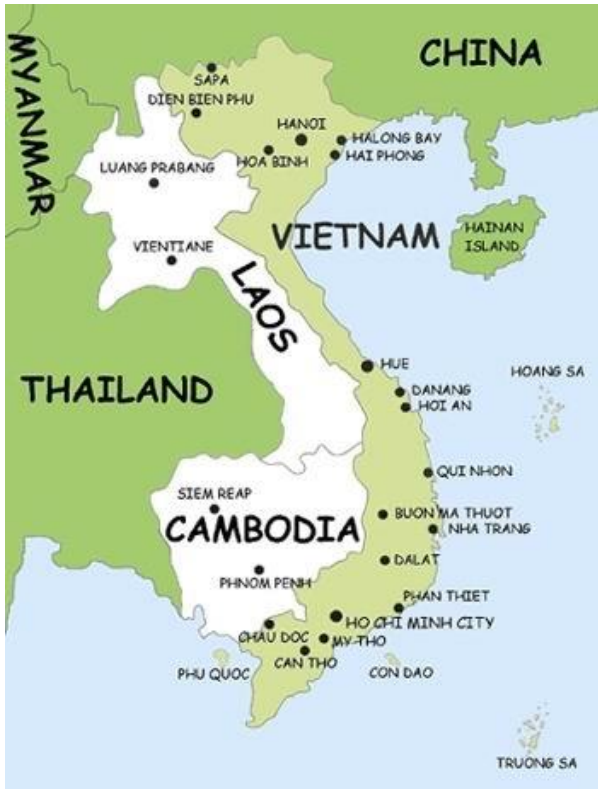 MYANMAR
CHINA
SAPA
DIEN BIEN PHU
HANOI
HALONG BAY
HOA BINH
HAI PHONG
LUANG PRABANG
VIETNAM
HAINAN
ISLAND
VIENTIANE
LAOS
HUE
HOANG SA
THAILAND
DANANG
HOI AN
QUI NHON
SIEM REAP
BUON MA THUOT
CAMBODIA
NHA TRANG
DALAT
PHNOM PENH
PHAN THIET
HO CHI MINH CITY
CHAU DOC
MY THO
CAN THO
PHU QUOC
CON DAO
TRUONG SA